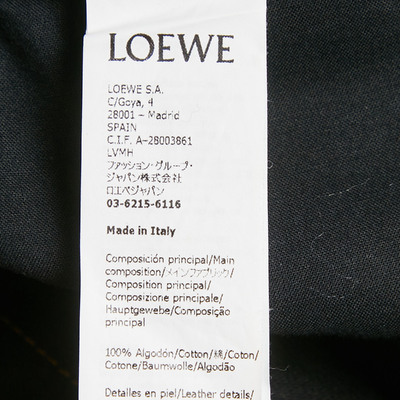 LOEWE
LOEWE S.A.
C/Goya, 4
28001 – Madrid
SPAIN
C.I.F. A-28003861
LVMH
ファッション・グループ・
ジャパン株式会社
ロエベジャパン
03-6215-6116
Made in Italy
Composición principal/Main
composition/メインファブリック/
Composition principal/
Composizione principale/
Hauptgewebe/Composição
principal
100% Algodón/Cotton/綿/Coton/
Cotone/Baumwolle/Algodão
Detalles en piel/Leather details/